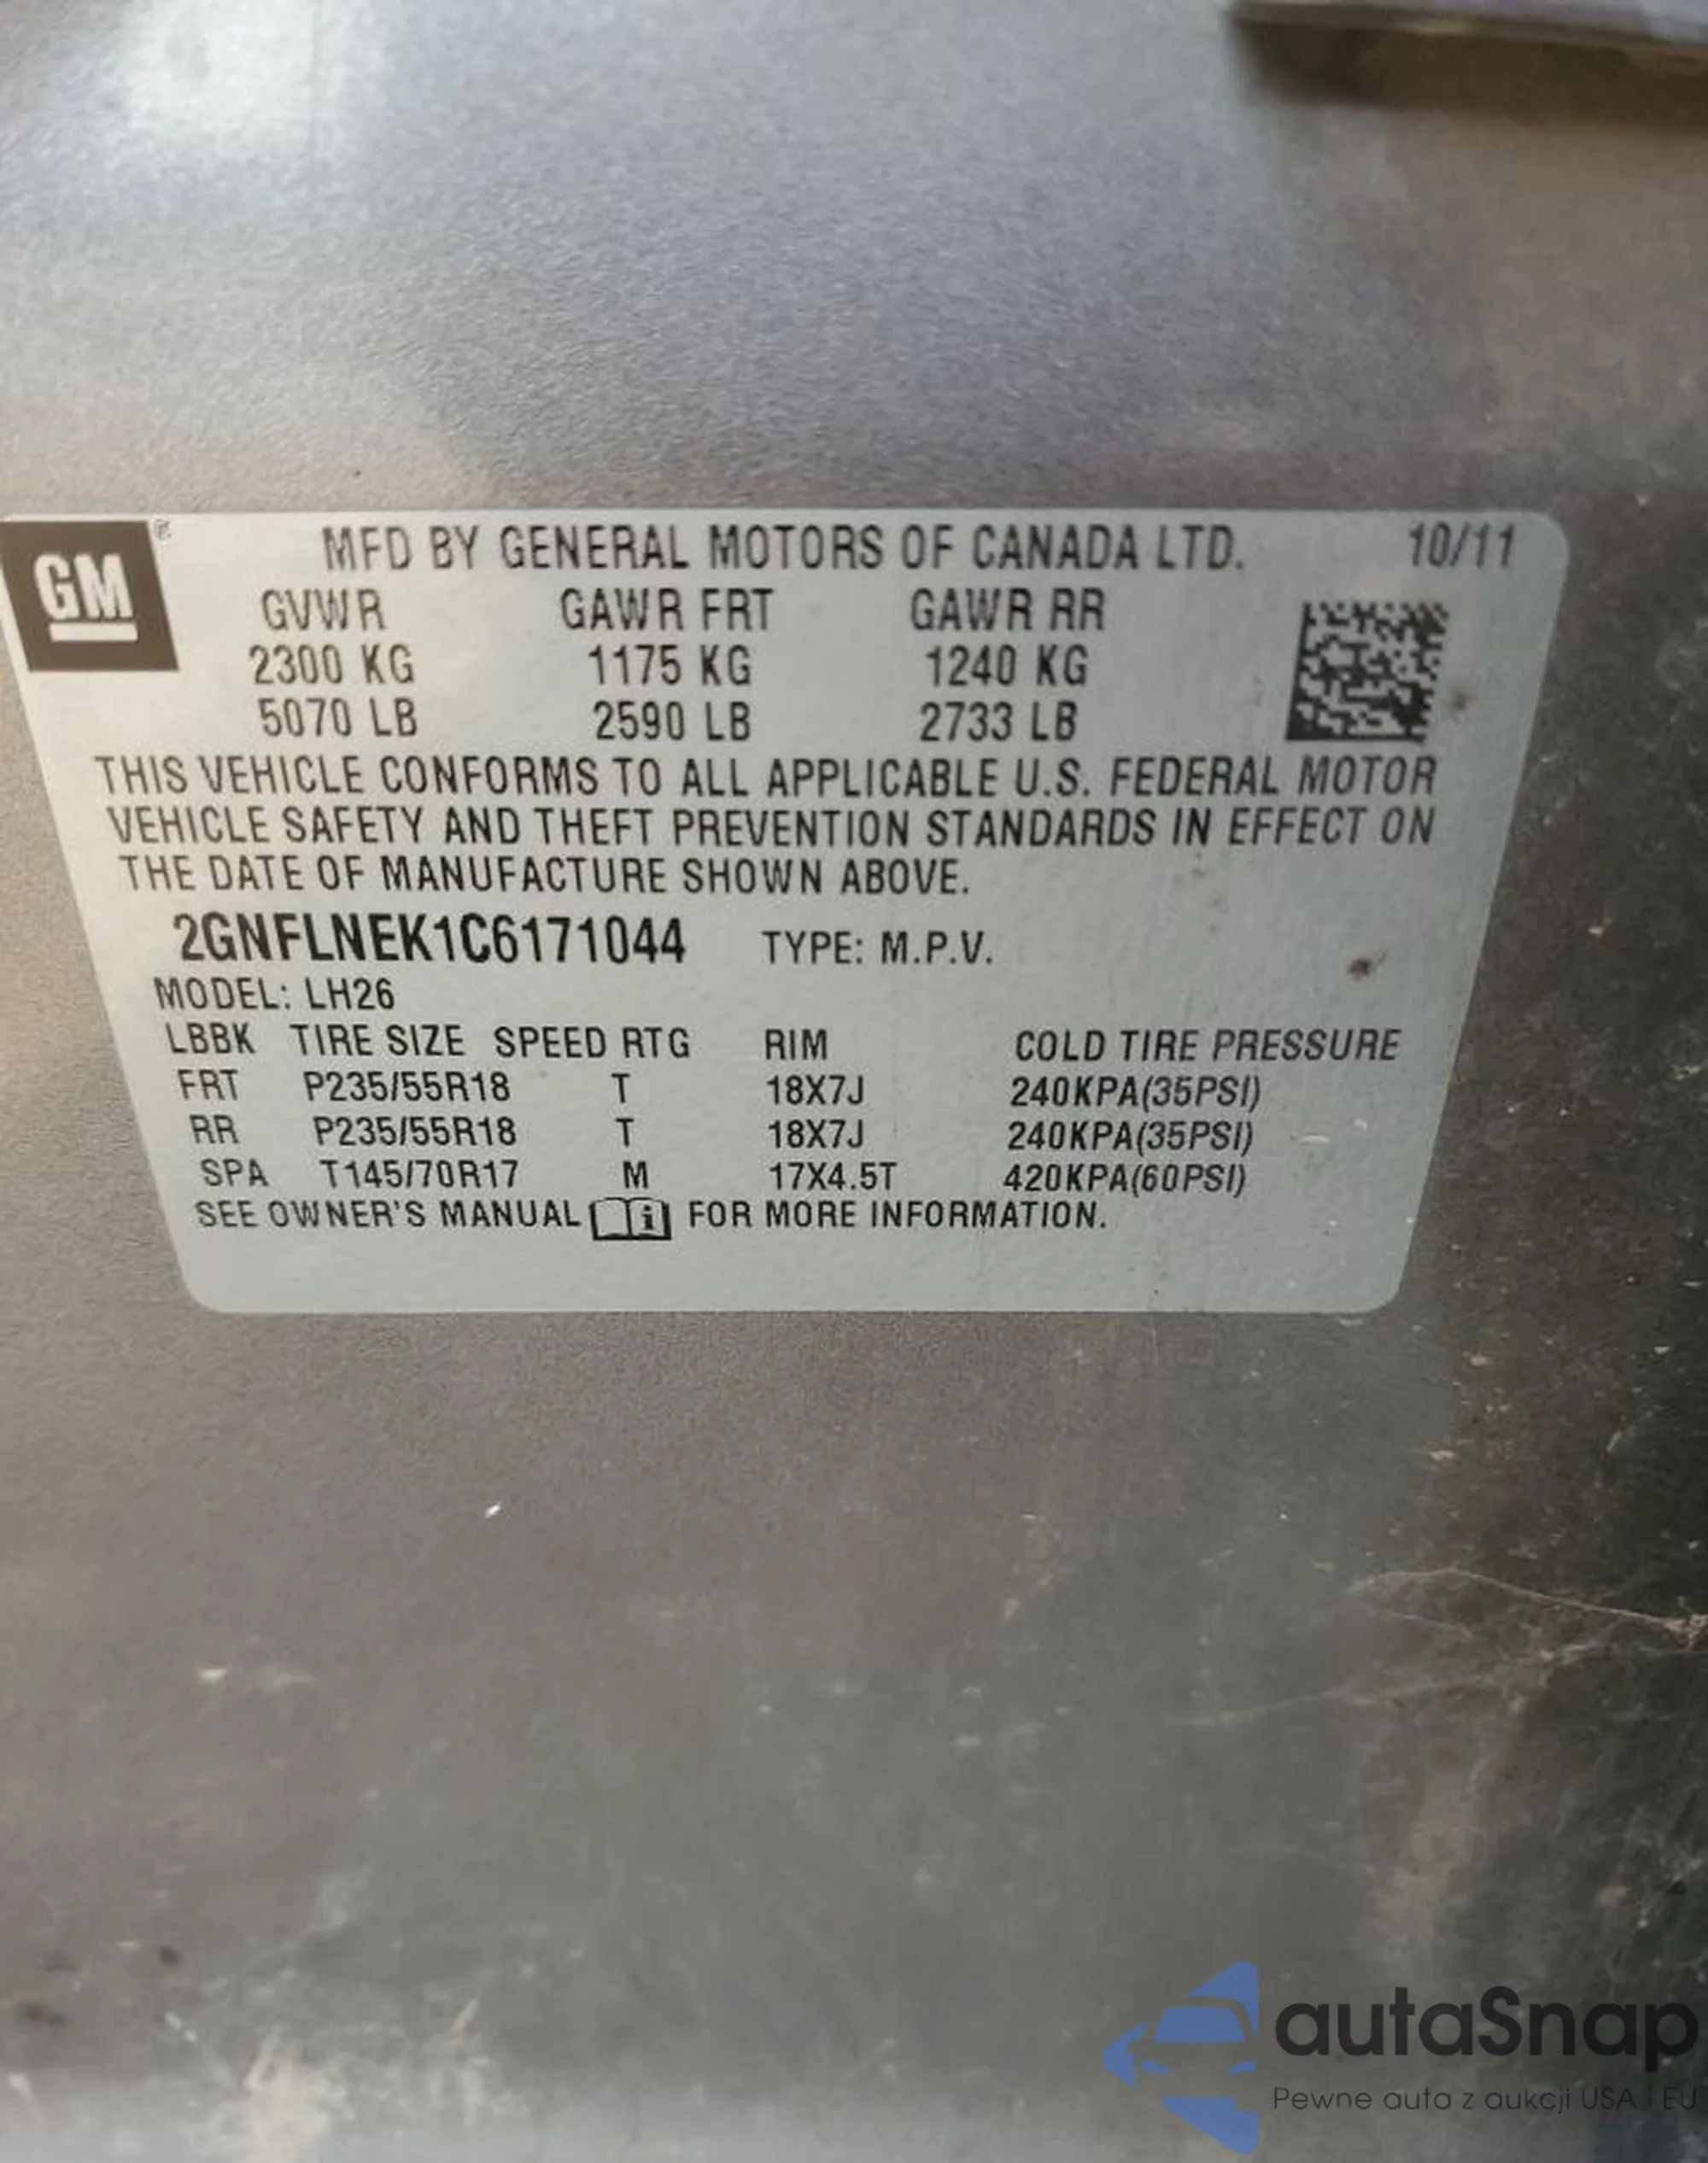 GM ®
MFD BY GENERAL MOTORS OF CANADA LTD. 10/11
GVWR GAWR FRT GAWR RR
2300 KG 1175 KG 1240 KG
5070 LB 2590 LB 2733 LB
THIS VEHICLE CONFORMS TO ALL APPLICABLE U.S. FEDERAL MOTOR
VEHICLE SAFETY AND THEFT PREVENTION STANDARDS IN EFFECT ON
THE DATE OF MANUFACTURE SHOWN ABOVE.
2GNFLNEK1C6171044 TYPE: M.P.V.
MODEL: LH26
LBBK TIRE SIZE SPEED RTG RIM COLD TIRE PRESSURE
FRT P235/55R18 T 18X7J 240KPA(35PSI)
RR P235/55R18 T 18X7J 240KPA(35PSI)
SPA T145/70R17 M 17X4.5T 420KPA(60PSI)
SEE OWNER'S MANUAL i FOR MORE INFORMATION.
autaSnap
Pewne auta z aukcji USA i EU